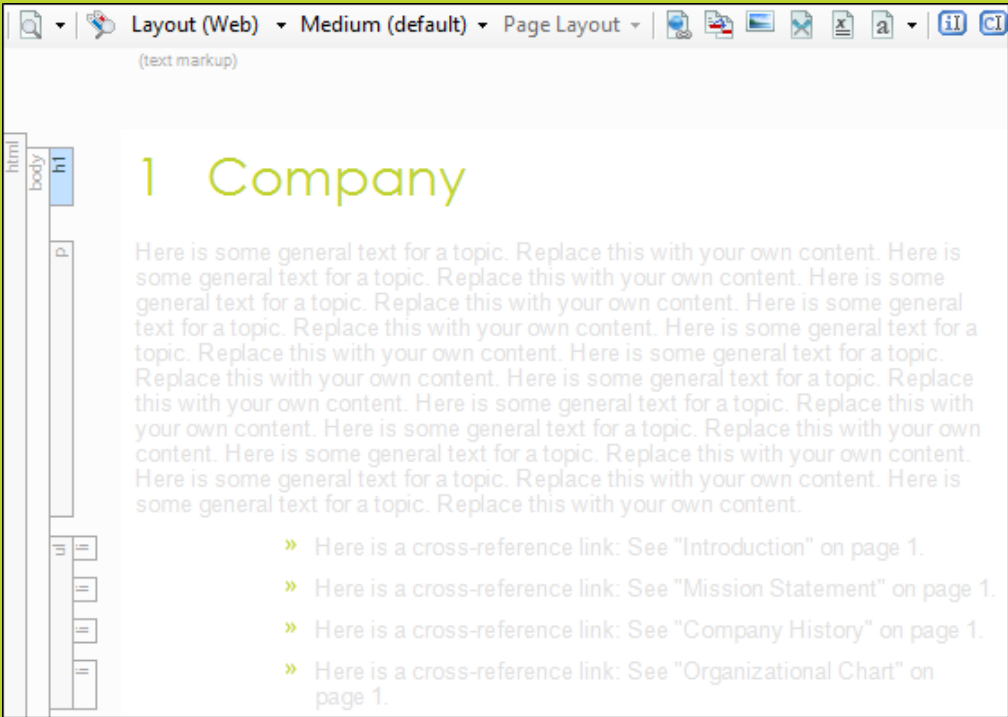 Layout (Web) Medium (default) Page Layout x a iI CI
(text markup)
html
body
h1
1 Company
p
Here is some general text for a topic. Replace this with your own content. Here is
some general text for a topic. Replace this with your own content. Here is some
general text for a topic. Replace this with your own content. Here is some general
text for a topic. Replace this with your own content. Here is some general text for a
topic. Replace this with your own content. Here is some general text for a topic.
Replace this with your own content. Here is some general text for a topic. Replace
this with your own content. Here is some general text for a topic. Replace this with
your own content. Here is some general text for a topic. Replace this with your own
content. Here is some general text for a topic. Replace this with your own content.
Here is some general text for a topic. Replace this with your own content. Here is
some general text for a topic. Replace this with your own content.
ul
li » Here is a cross-reference link: See "Introduction" on page 1.
li » Here is a cross-reference link: See "Mission Statement" on page 1.
li » Here is a cross-reference link: See "Company History" on page 1.
li » Here is a cross-reference link: See "Organizational Chart" on
page 1.